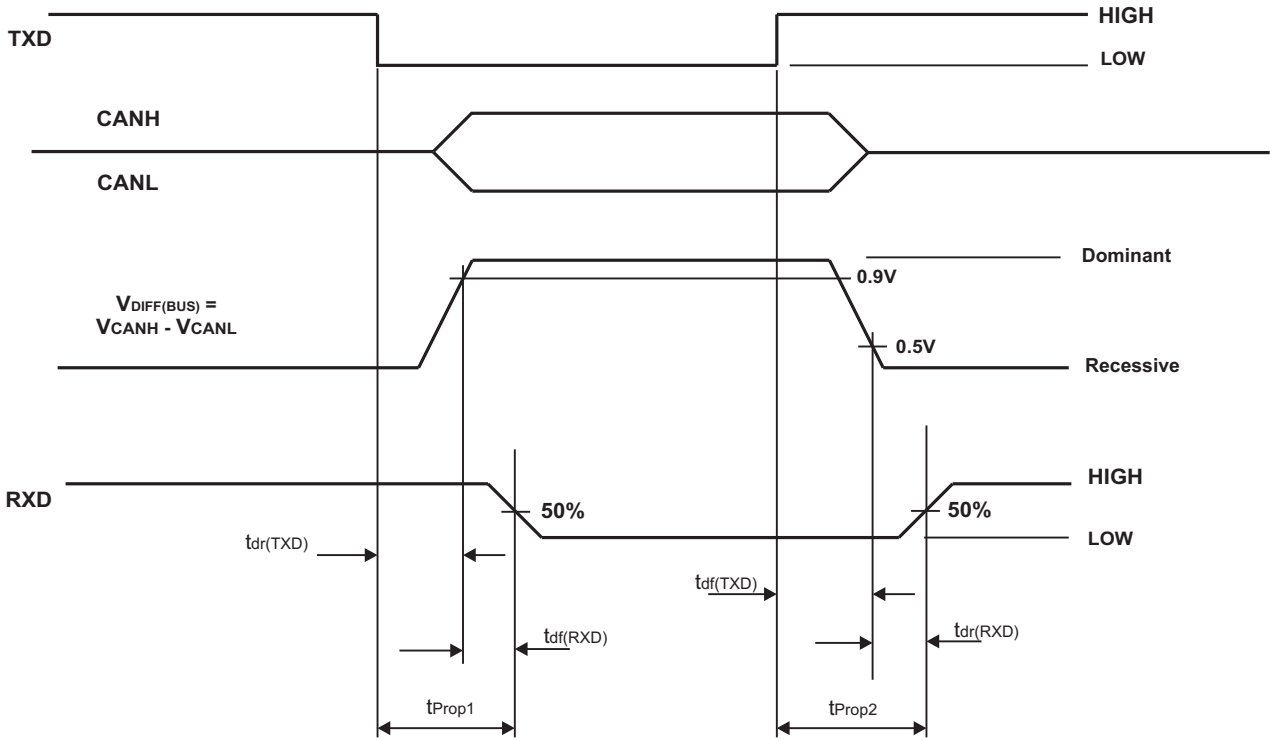 HIGH
TXD
LOW
CANH
CANL
Dominant
0.9V
VDIFF(BUS) =
VCANH - VCANL
0.5V
Recessive
HIGH
RXD
50%
50%
LOW
tdr(TXD)
tdf(TXD)
tdf(RXD)
tdr(RXD)
tProp1
tProp2